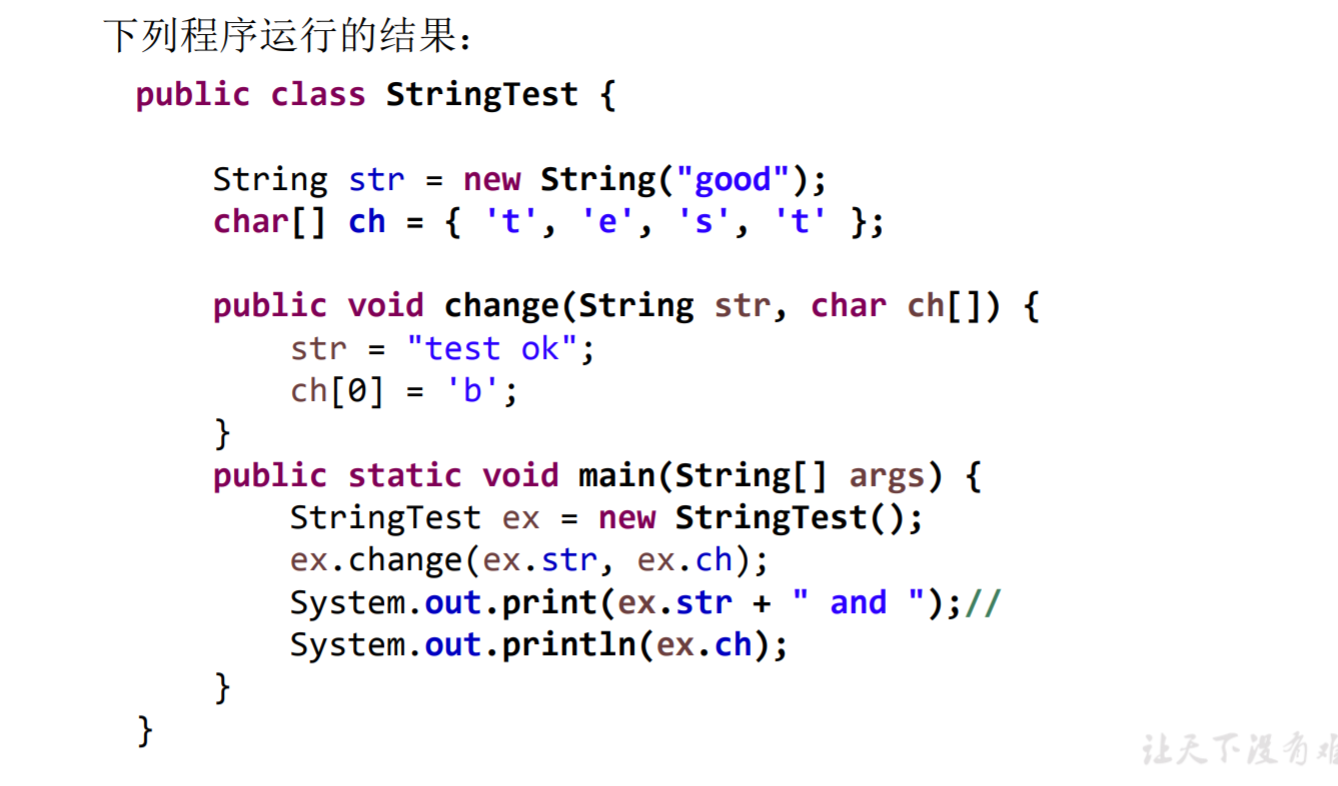 下列程序运行的结果：
public class StringTest {
String str = new String("good");
char[] ch = { 't', 'e', 's', 't' };
public void change(String str, char ch[]) {
str = "test ok";
ch[0] = 'b';
}
public static void main(String[] args) {
StringTest ex = new StringTest();
ex.change(ex.str, ex.ch);
System.out.print(ex.str + " and ");//
System.out.println(ex.ch);
}
}
让天下没有难